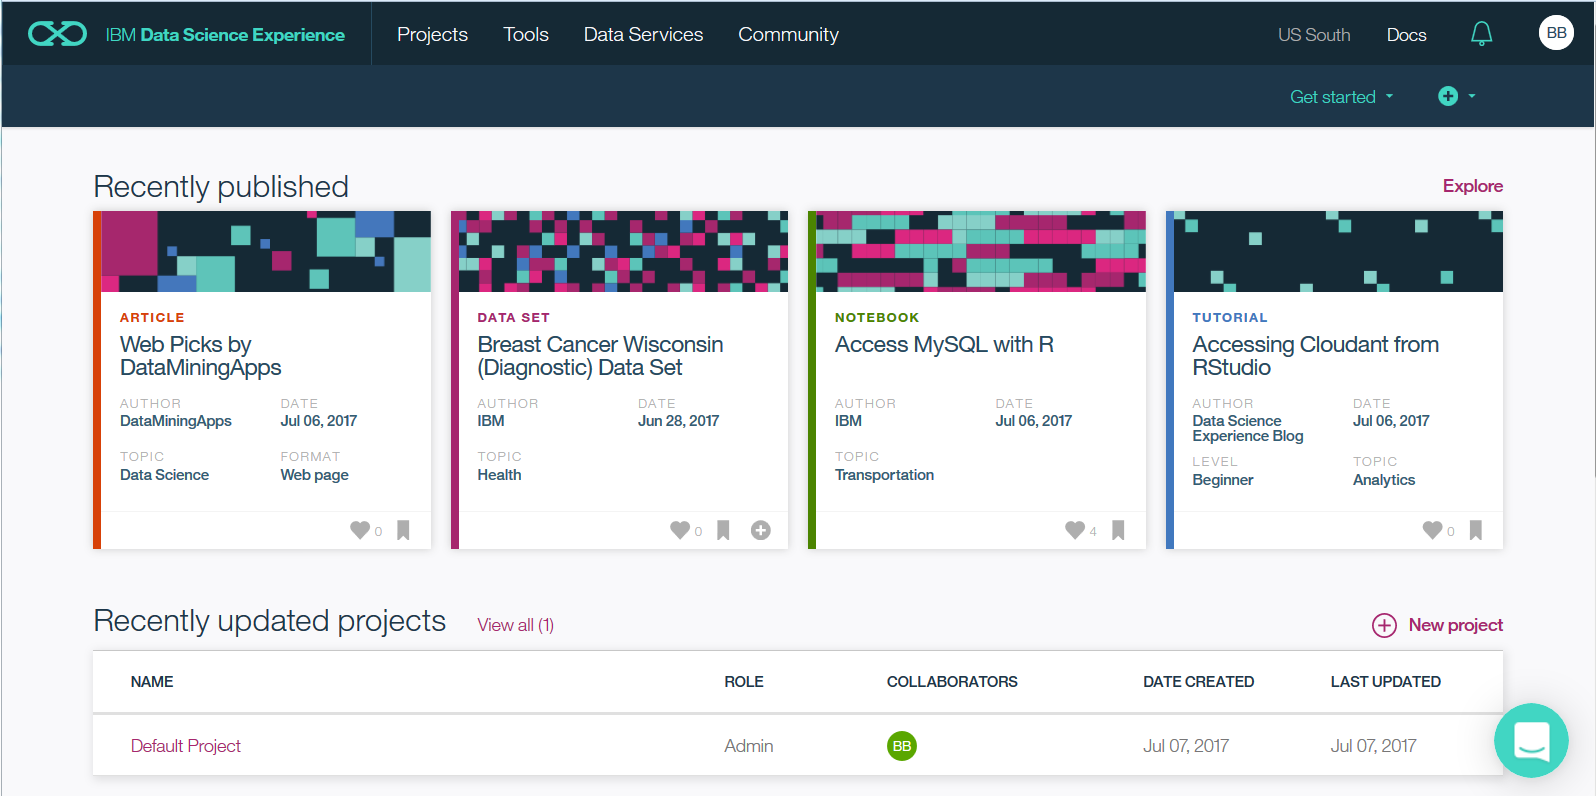 IBM Data Science Experience
Projects
Tools
Data Services
Community
US South
Docs
BB
Get started
Recently published
Explore
ARTICLE
Web Picks by
DataMiningApps
AUTHOR
DATE
DataMiningApps
Jul 06, 2017
TOPIC
FORMAT
Data Science
Web page
0
DATA SET
Breast Cancer Wisconsin
(Diagnostic) Data Set
AUTHOR
DATE
IBM
Jun 28, 2017
TOPIC
Health
0
NOTEBOOK
Access MySQL with R
AUTHOR
DATE
IBM
Jul 06, 2017
TOPIC
Transportation
4
TUTORIAL
Accessing Cloudant from
RStudio
AUTHOR
DATE
Data Science
Experience Blog
Jul 06, 2017
LEVEL
TOPIC
Beginner
Analytics
0
Recently updated projects
View all (1)
New project
NAME
ROLE
COLLABORATORS
DATE CREATED
LAST UPDATED
Default Project
Admin
BB
Jul 07, 2017
Jul 07, 2017